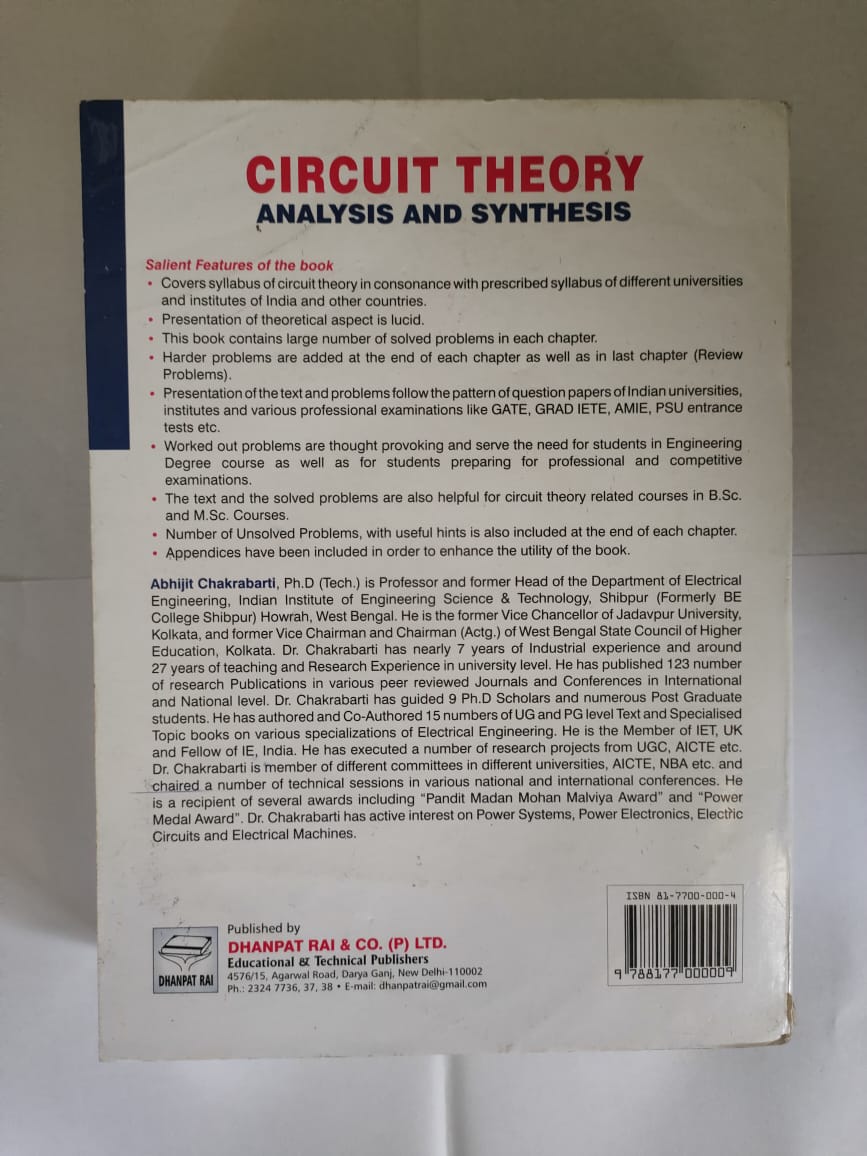 CIRCUIT THEORY
ANALYSIS AND SYNTHESIS
Salient Features of the book
• Covers syllabus of circuit theory in consonance with prescribed syllabus of different universities
and institutes of India and other countries.
• Presentation of theoretical aspect is lucid.
• This book contains large number of solved problems in each chapter.
• Harder problems are added at the end of each chapter as well as in last chapter (Review
Problems).
• Presentation of the text and problems follow the pattern of question papers of Indian universities,
institutes and various professional examinations like GATE, GRAD IETE, AMIE, PSU entrance
tests etc.
• Worked out problems are thought provoking and serve the need for students in Engineering
Degree course as well as for students preparing for professional and competitive
examinations.
• The text and the solved problems are also helpful for circuit theory related courses in B.Sc.
and M.Sc. Courses.
• Number of Unsolved Problems, with useful hints is also included at the end of each chapter.
• Appendices have been included in order to enhance the utility of the book.
Abhijit Chakrabarti, Ph.D (Tech.) is Professor and former Head of the Department of Electrical
Engineering, Indian Institute of Engineering Science & Technology, Shibpur (Formerly BE
College Shibpur) Howrah, West Bengal. He is the former Vice Chancellor of Jadavpur University,
Kolkata, and former Vice Chairman and Chairman (Actg.) of West Bengal State Council of Higher
Education, Kolkata. Dr. Chakrabarti has nearly 7 years of Industrial experience and around
27 years of teaching and Research Experience in university level. He has published 123 number
of research Publications in various peer reviewed Journals and Conferences in International
and National level. Dr. Chakrabarti has guided 9 Ph.D Scholars and numerous Post Graduate
students. He has authored and Co-Authored 15 numbers of UG and PG level Text and Specialised
Topic books on various specializations of Electrical Engineering. He is the Member of IET, UK
and Fellow of IE, India. He has executed a number of research projects from UGC, AICTE etc.
Dr. Chakrabarti is member of different committees in different universities, AICTE, NBA etc. and
chaired a number of technical sessions in various national and international conferences. He
is a recipient of several awards including “Pandit Madan Mohan Malviya Award” and “Power
Medal Award”. Dr. Chakrabarti has active interest on Power Systems, Power Electronics, Electric
Circuits and Electrical Machines.
DHANPAT RAI
Published by
DHANPAT RAI & CO. (P) LTD.
Educational & Technical Publishers
4576/15, Agarwal Road, Darya Ganj, New Delhi-110002
Ph.: 2324 7736, 37, 38 • E-mail: dhanpatrai@gmail.com
ISBN 81-7700-000-4
9 788177 000009